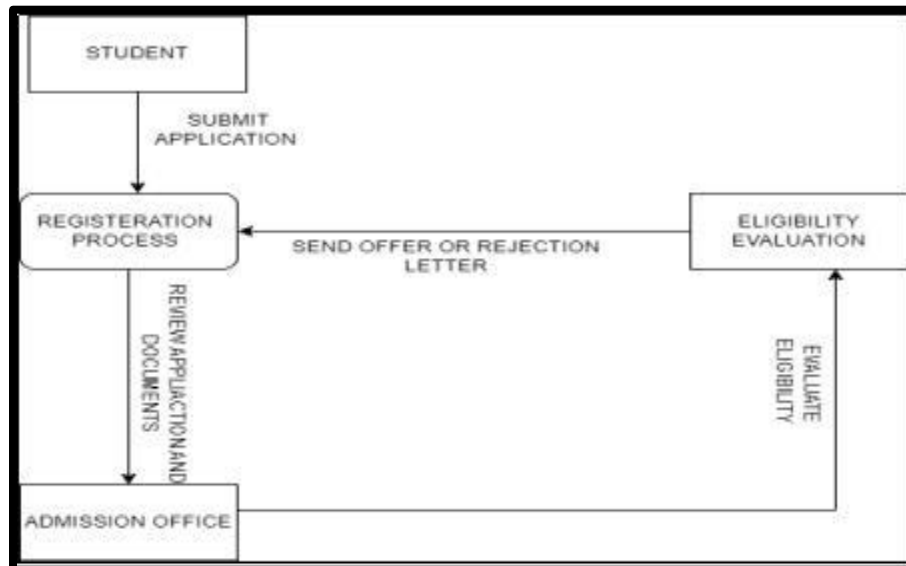 STUDENT
SUBMIT
APPLICATION
REGISTERATION
PROCESS
SEND OFFER OR REJECTION
LETTER
ELIGIBILITY
EVALUATION
REVIEW APPLIACTION AND
DOCUMENTS
EVALUATE
ELIGIBILITY
ADMISSION OFFICE